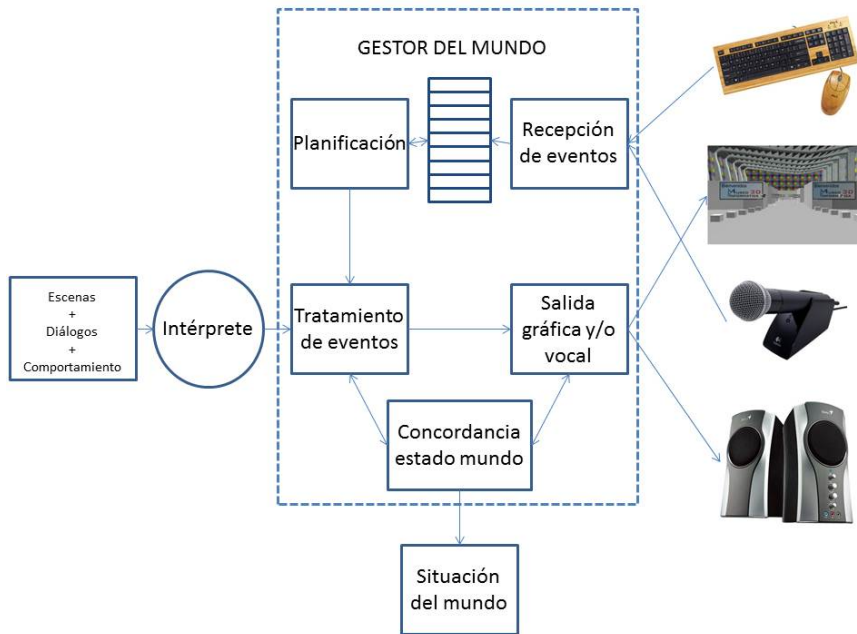 GESTOR DEL MUNDO
Planificación
Recepción
de eventos
Escenas
+
Diálogos
+
Comportamiento
Intérprete
Tratamiento
de eventos
Salida
gráfica y/o
vocal
Concordancia
estado mundo
Situación
del mundo